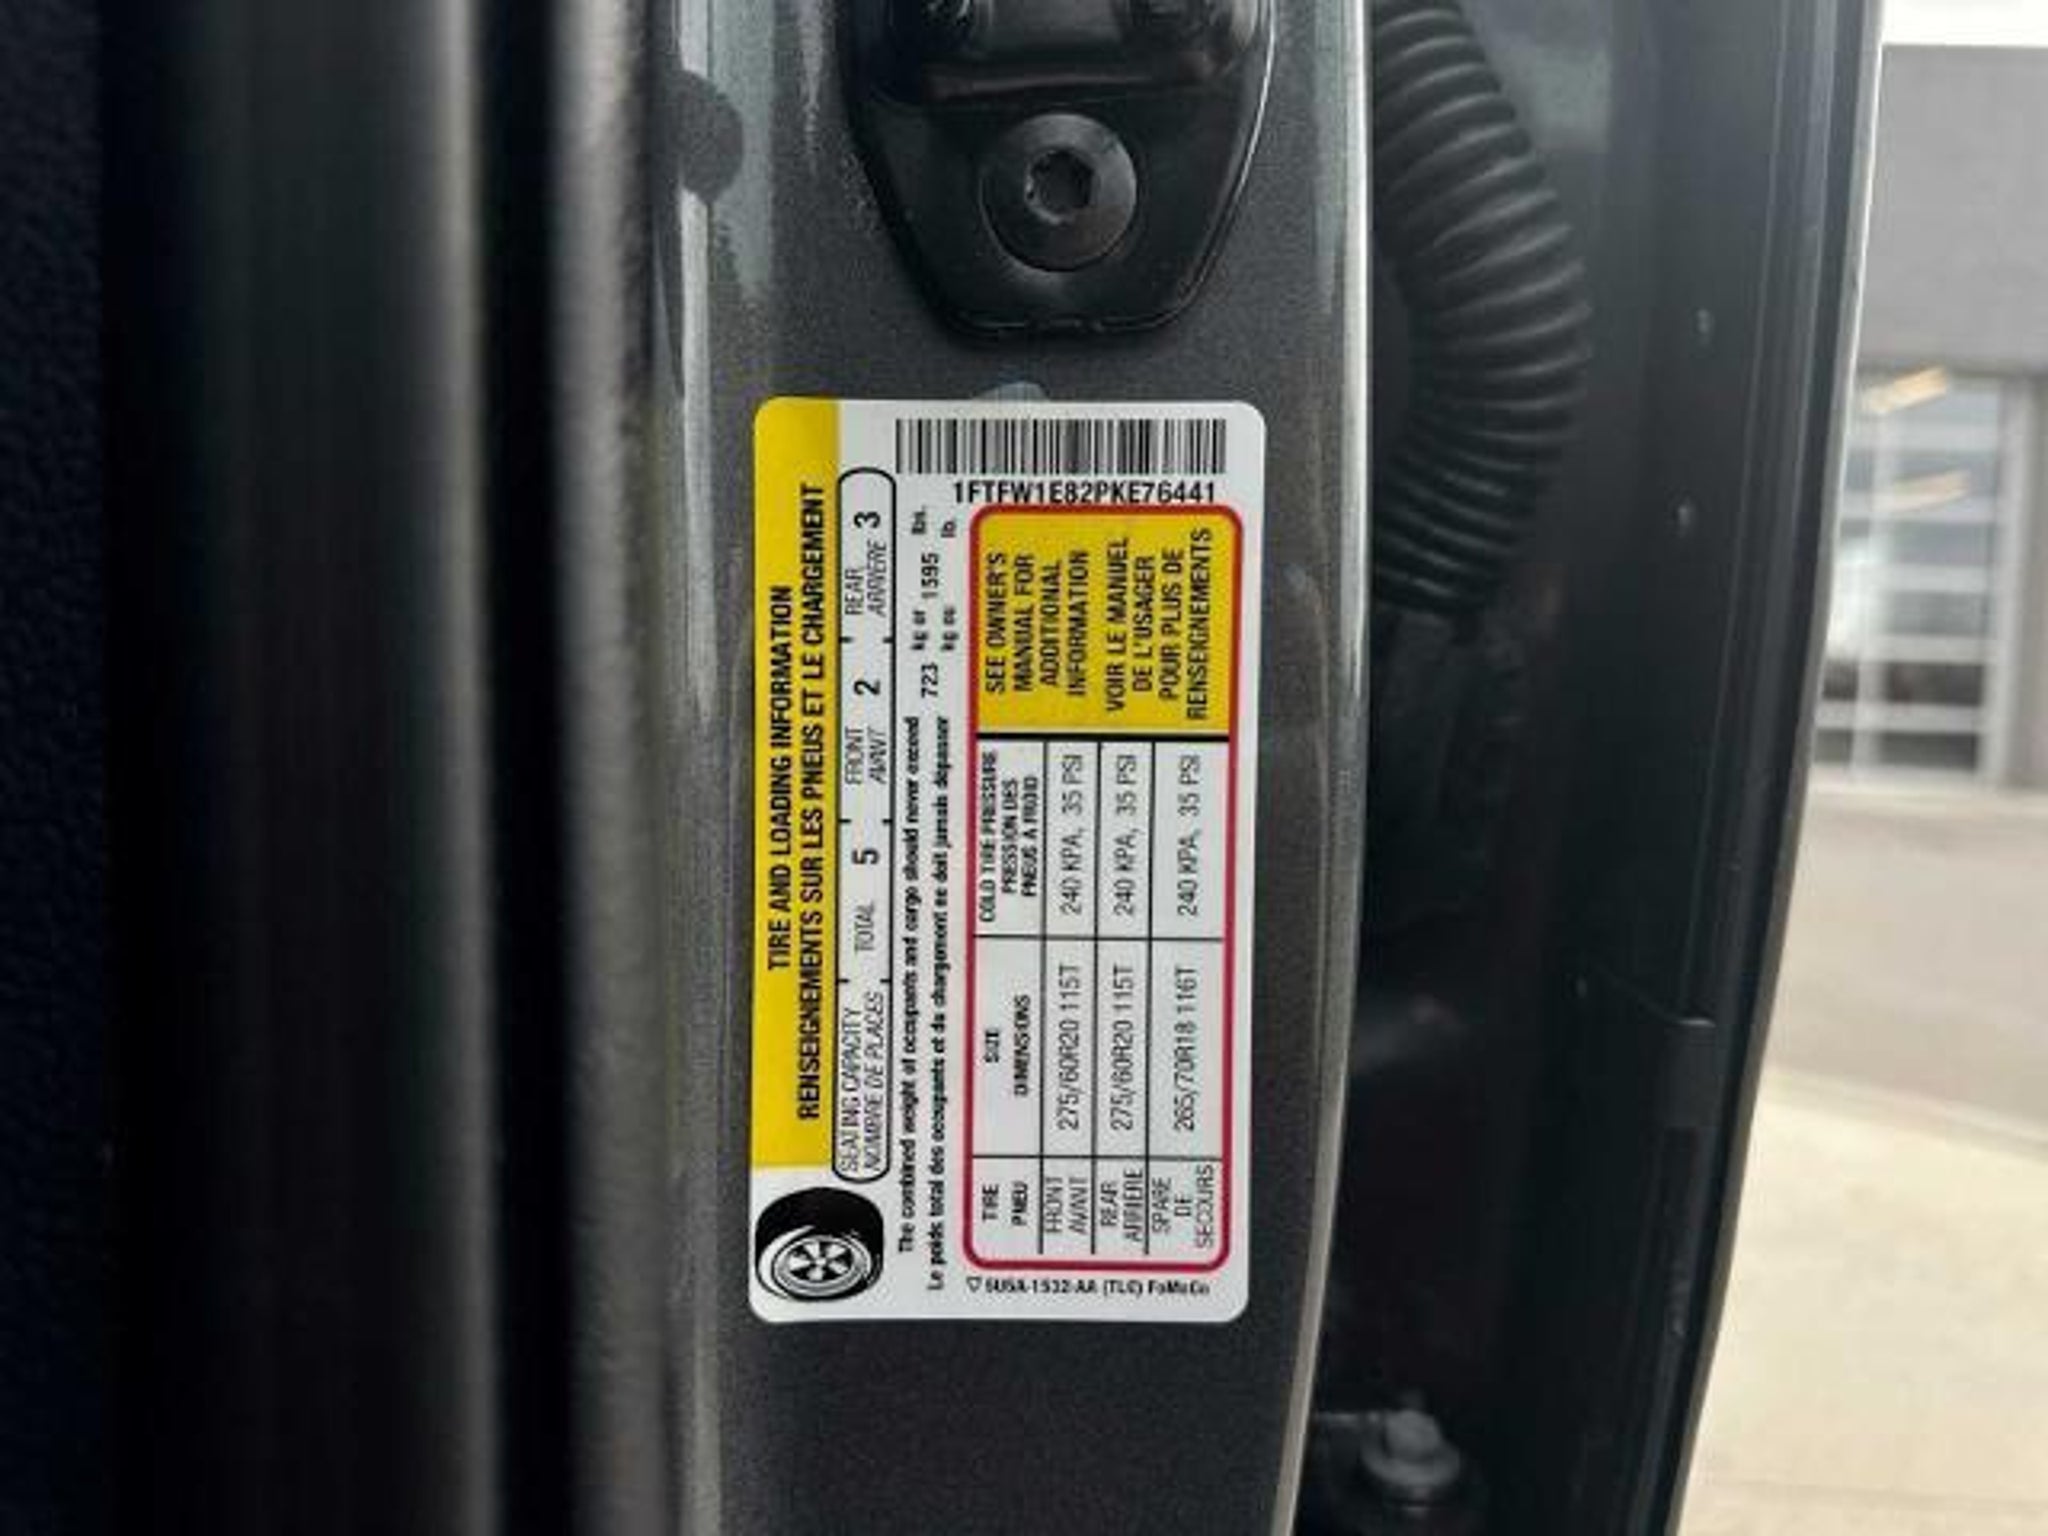 1FTFW1E82PKE76441
TIRE AND LOADING INFORMATION
RENSEIGNEMENTS SUR LES PNEUS ET LE CHARGEMENT
SEATING CAPACITY TOTAL 5 FRONT 2 REAR 3
NOMBRE DE PLACES AVANT ARRIÈRE
The combined weight of occupants and cargo should never exceed 723 kg or 1595 lbs.
Le poids total des occupants et du chargement ne doit jamais depasser kg ou lb.
TIRE SIZE COLD TIRE PRESSURE
PNEU DIMENSIONS PRESSION DES PNEUS A FROID
FRONT 275/60R20 115T 240 KPA, 35 PSI
AVANT
REAR 275/60R20 115T 240 KPA, 35 PSI
ARRIÈRE
SPARE 265/70R18 116T 240 KPA, 35 PSI
DE
SECOURS
SEE OWNER'S
MANUAL FOR
ADDITIONAL
INFORMATION
VOIR LE MANUEL
DE L'USAGER
POUR PLUS DE
RENSEIGNEMENTS
1532-AA (TLC) FoMoCo